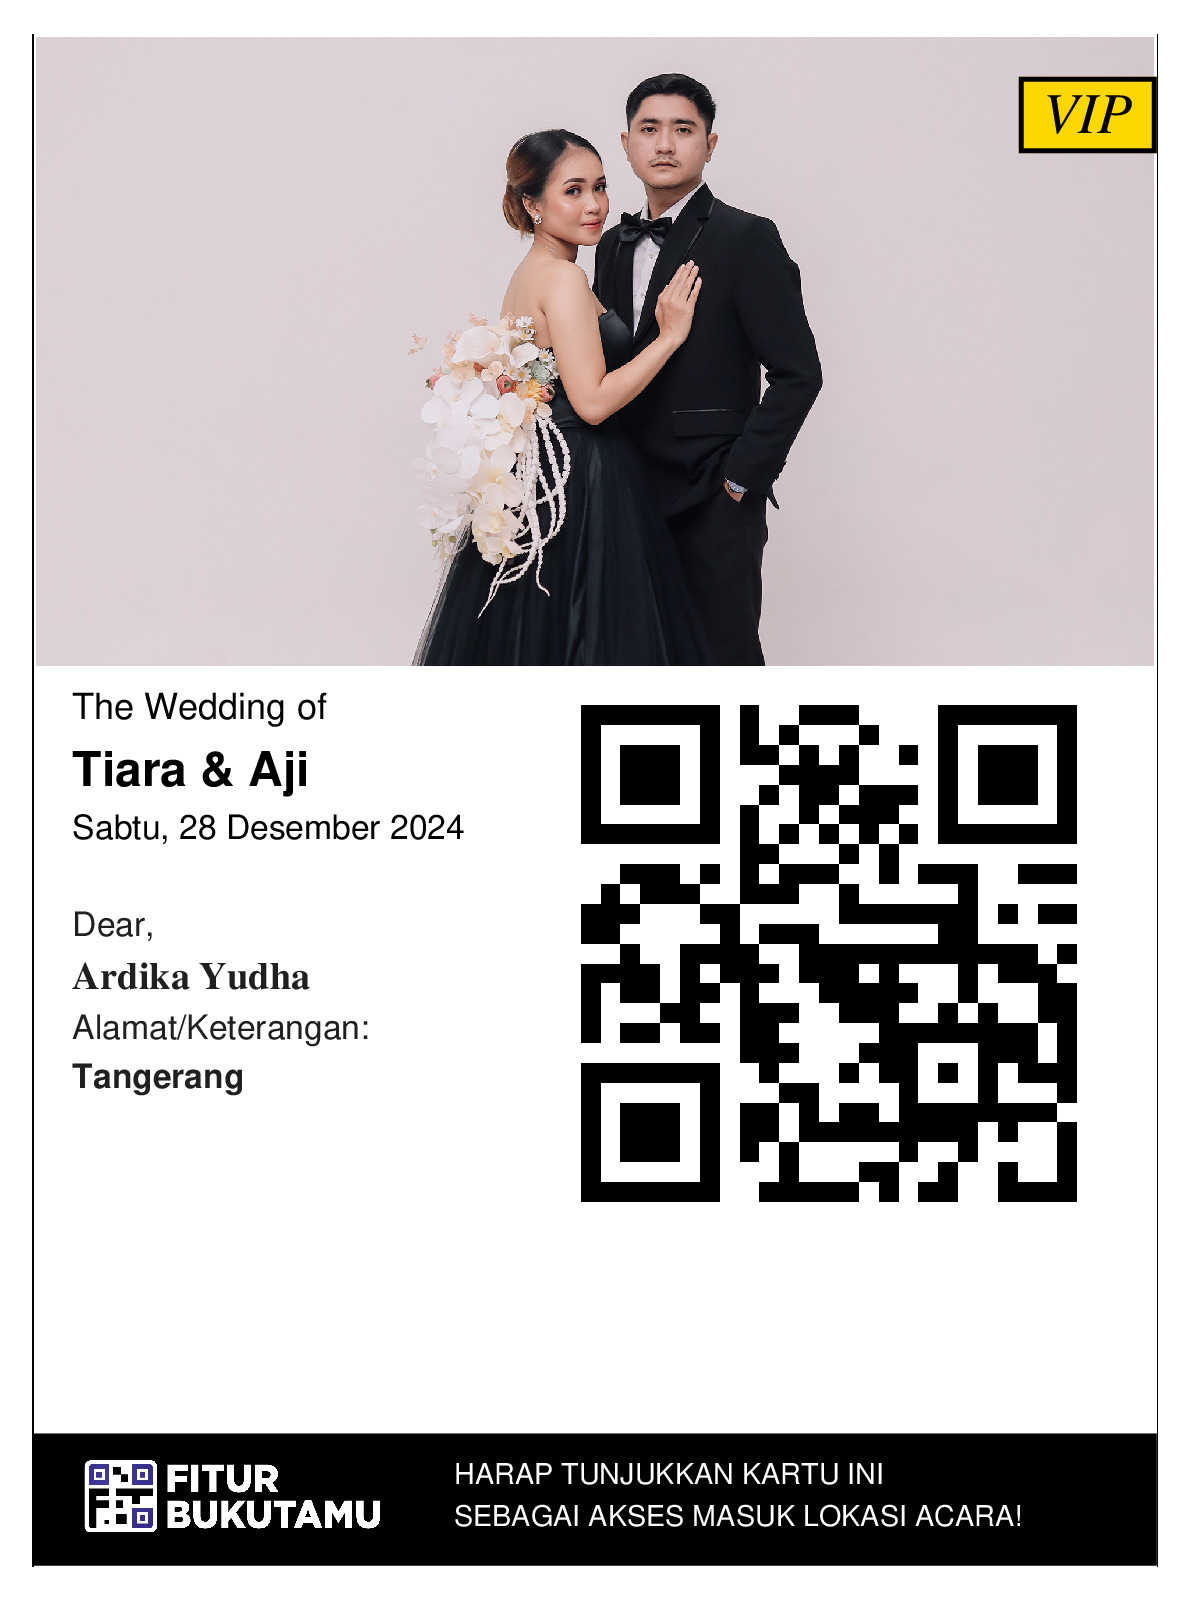 VIP
The Wedding of
Tiara & Aji
Sabtu, 28 Desember 2024
Dear,
Ardika Yudha
Alamat/Keterangan:
Tangerang
FITUR
BUKUTAMU
HARAP TUNJUKKAN KARTU INI
SEBAGAI AKSES MASUK LOKASI ACARA!